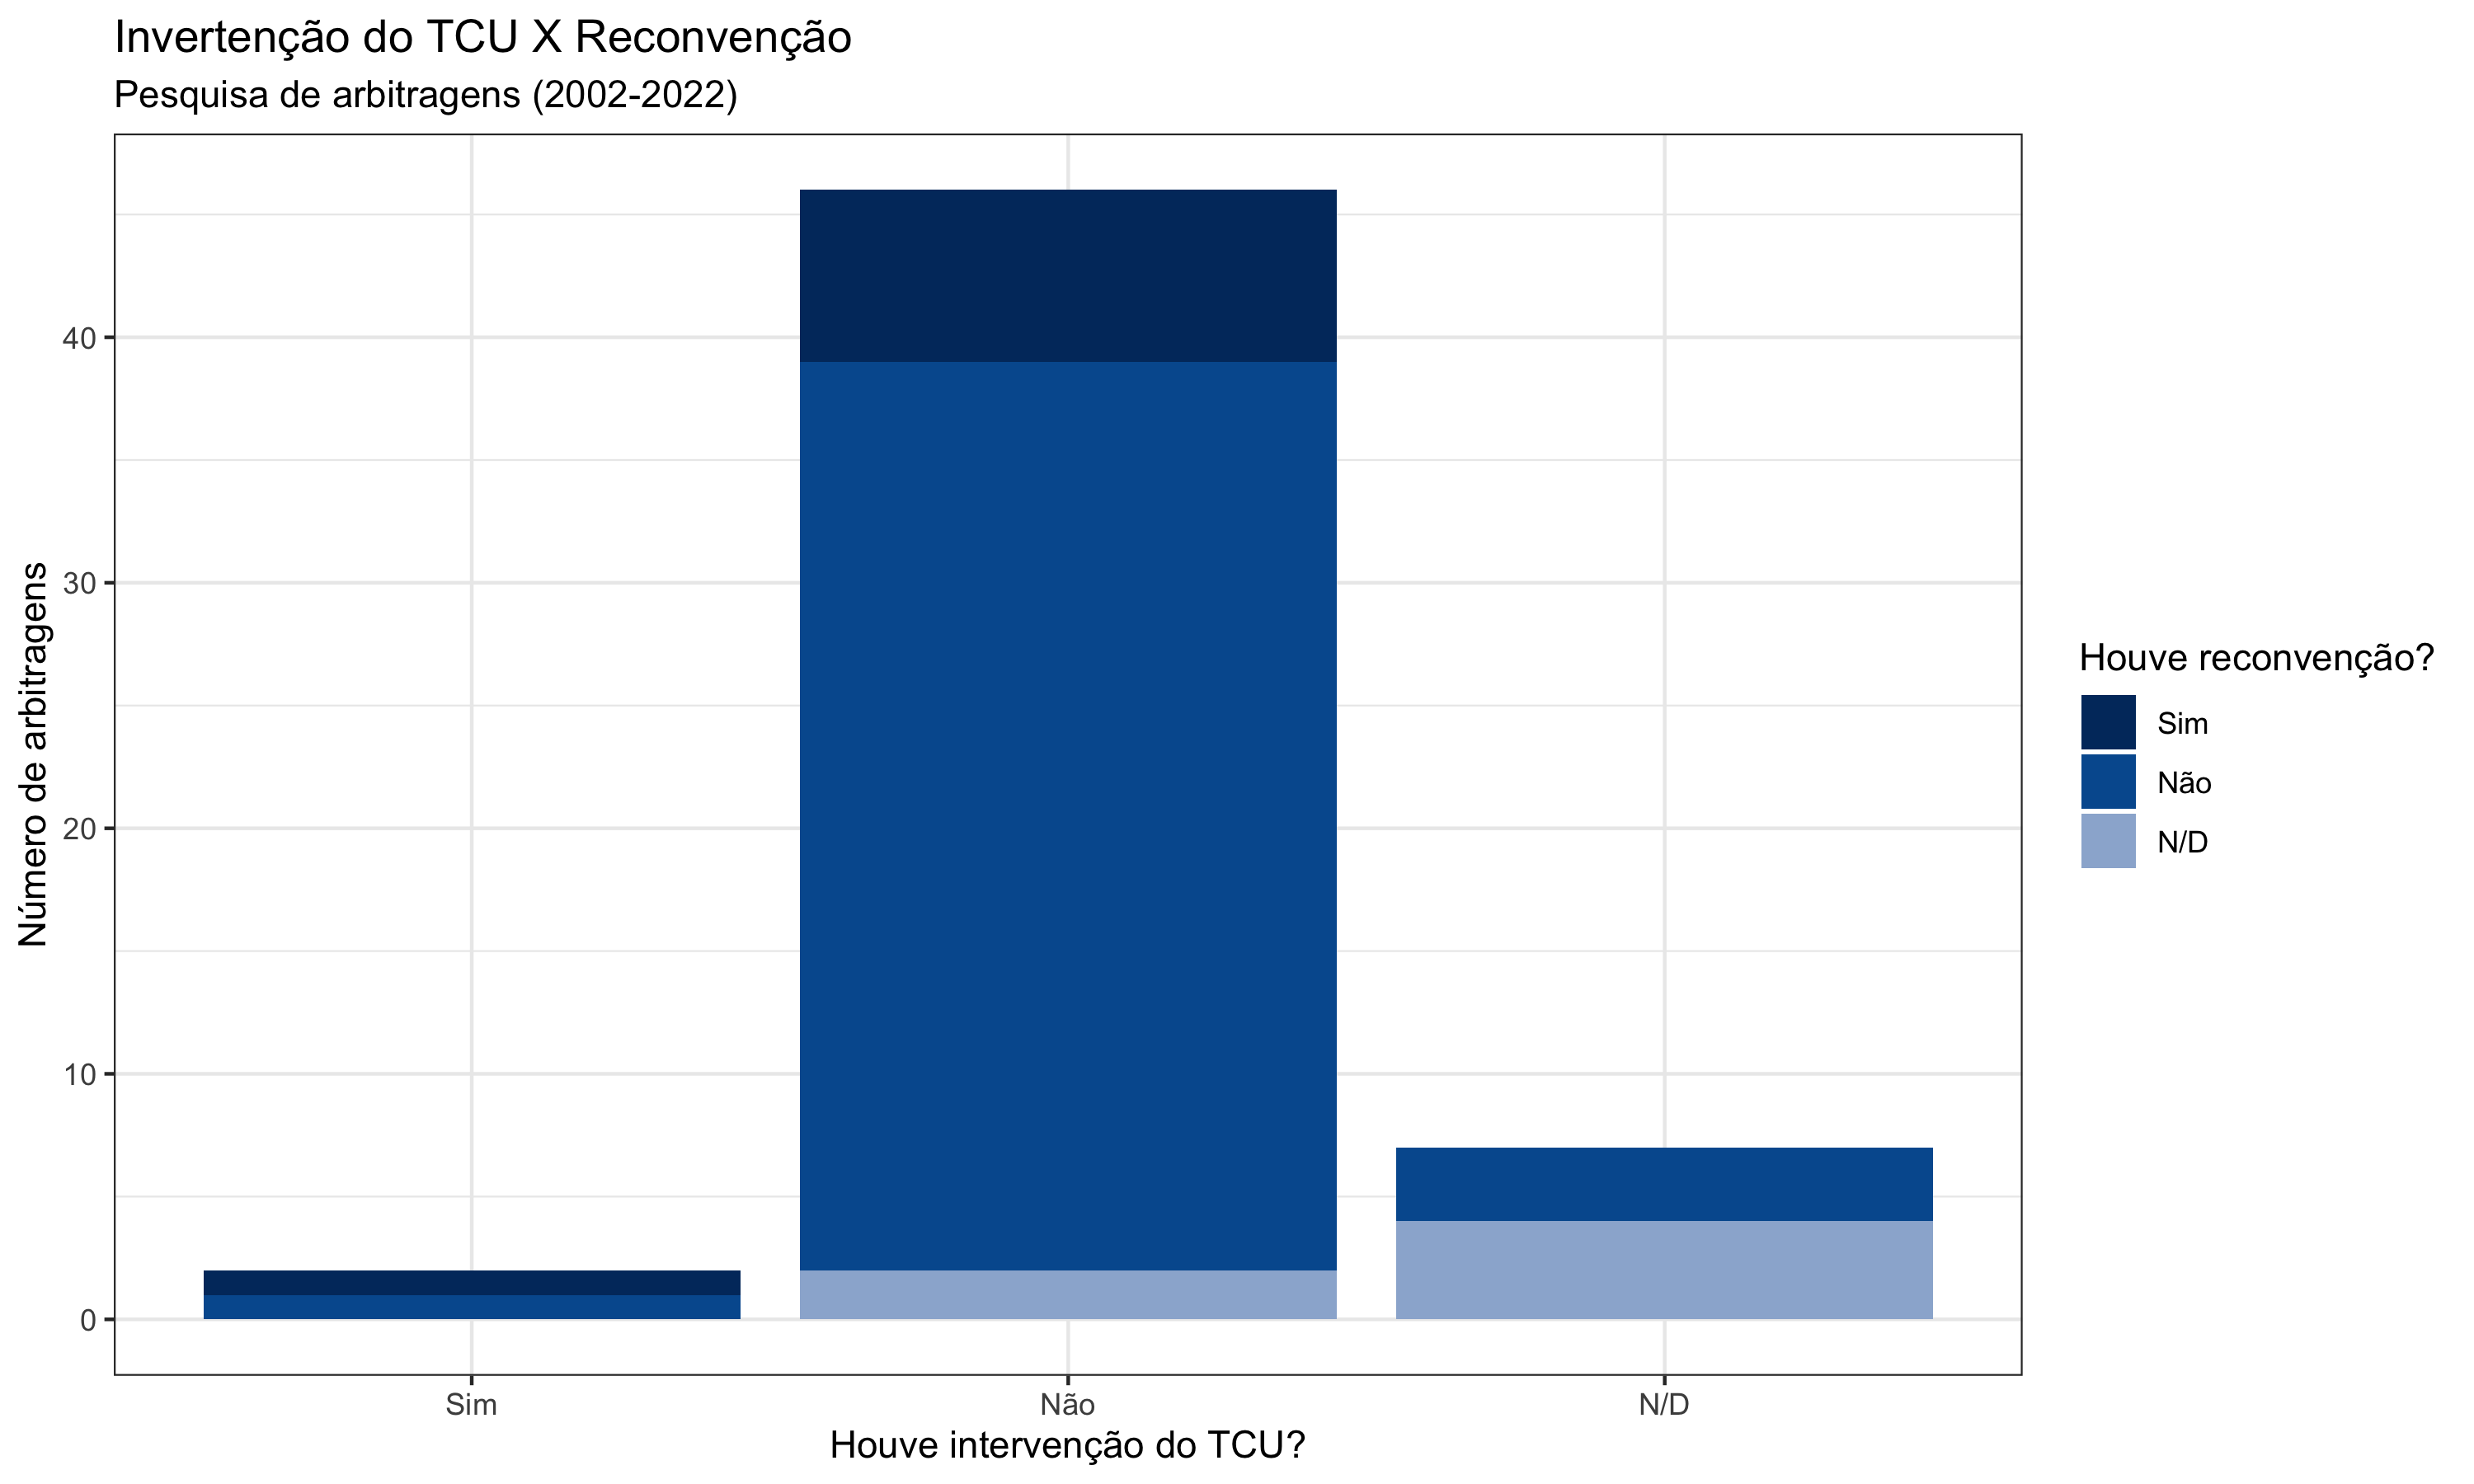 Invertenção do TCU X Reconvenção
Pesquisa de arbitragens (2002-2022)
Número de arbitragens
40
30
20
10
0
Sim
Não
N/D
Houve intervenção do TCU?
Houve reconvenção?
Sim
Não
N/D